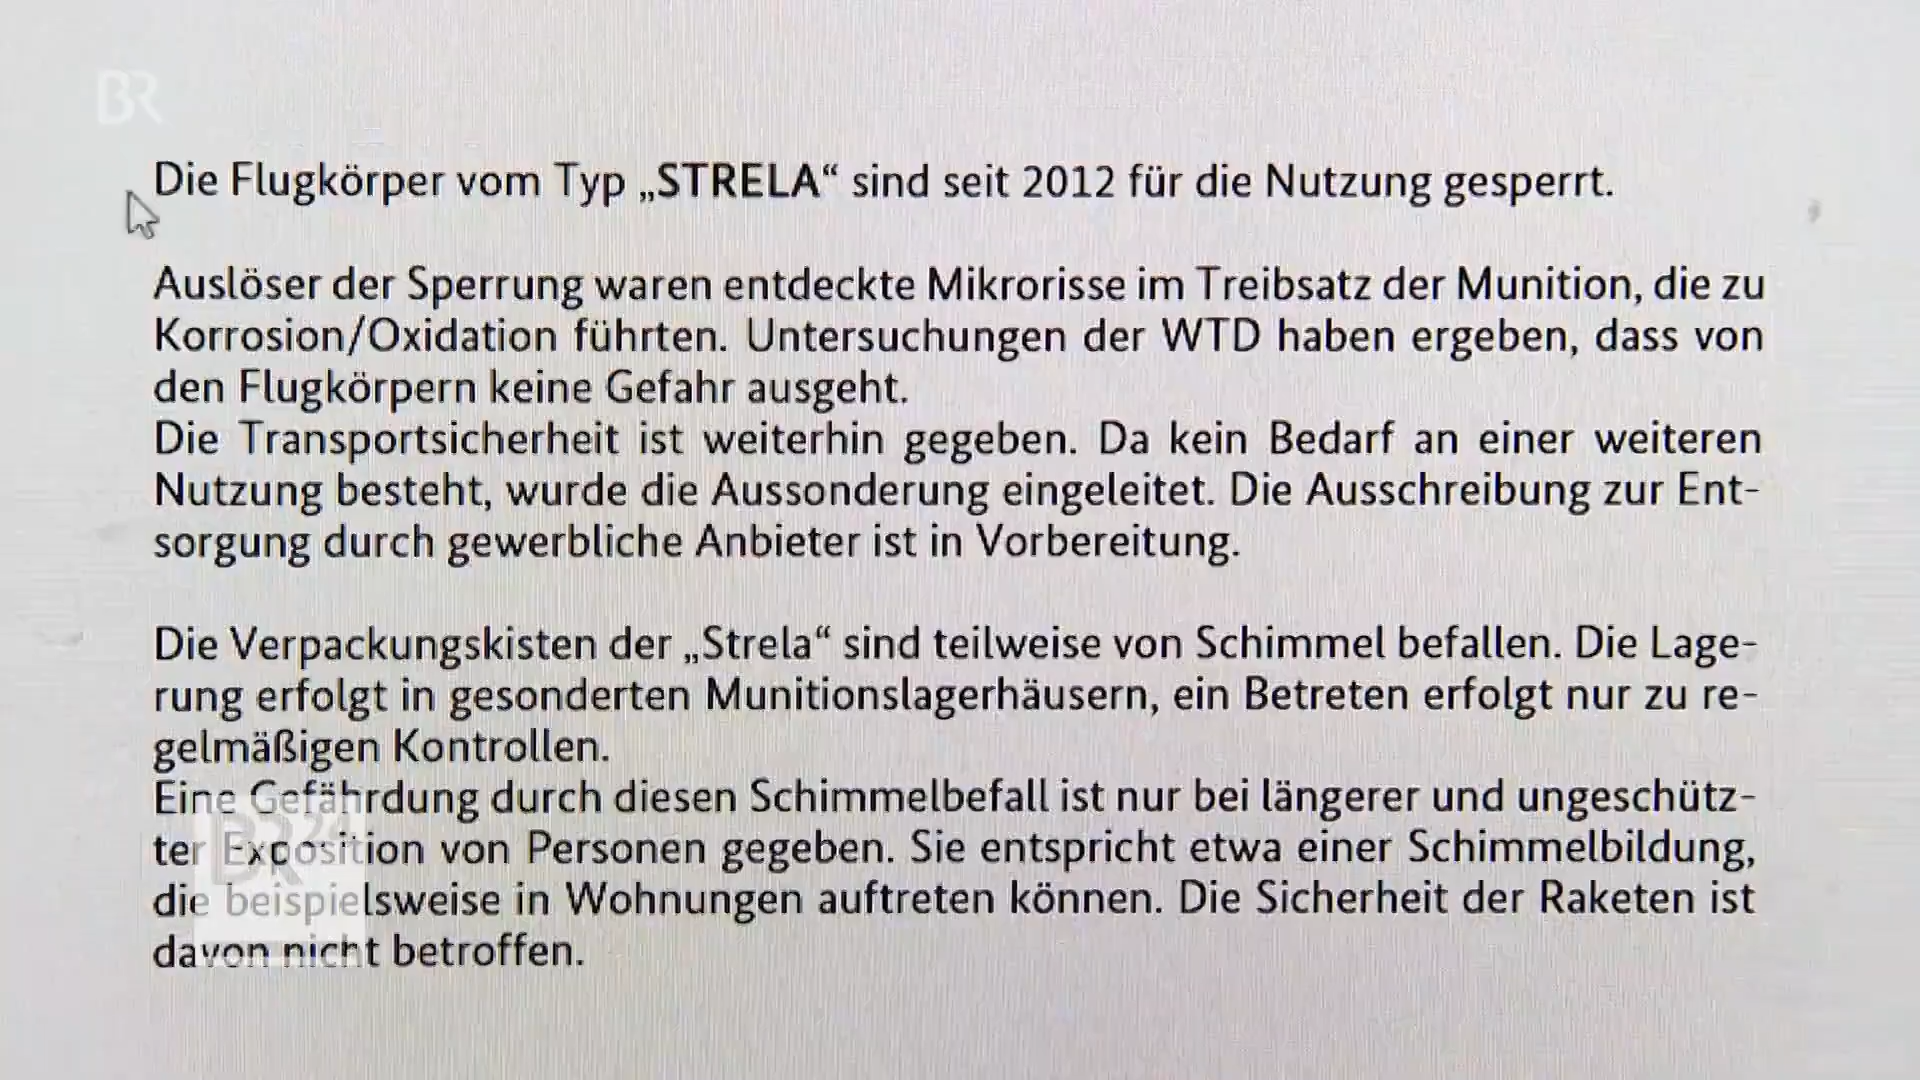 BR
Die Flugkörper vom Typ „STRELA“ sind seit 2012 für die Nutzung gesperrt.
Auslöser der Sperrung waren entdeckte Mikrorisse im Treibsatz der Munition, die zu
Korrosion/Oxidation führten. Untersuchungen der WTD haben ergeben, dass von
den Flugkörpern keine Gefahr ausgeht.
Die Transportsicherheit ist weiterhin gegeben. Da kein Bedarf an einer weiteren
Nutzung besteht, wurde die Aussonderung eingeleitet. Die Ausschreibung zur Ent-
sorgung durch gewerbliche Anbieter ist in Vorbereitung.
Die Verpackungskisten der „Strela“ sind teilweise von Schimmel befallen. Die Lage-
rung erfolgt in gesonderten Munitionslagerhäusern, ein Betreten erfolgt nur zu re-
gelmäßigen Kontrollen.
Eine Gefährdung durch diesen Schimmelbefall ist nur bei längerer und ungeschütz-
ter Exposition von Personen gegeben. Sie entspricht etwa einer Schimmelbildung,
die beispielsweise in Wohnungen auftreten können. Die Sicherheit der Raketen ist
davon nicht betroffen.
BR24